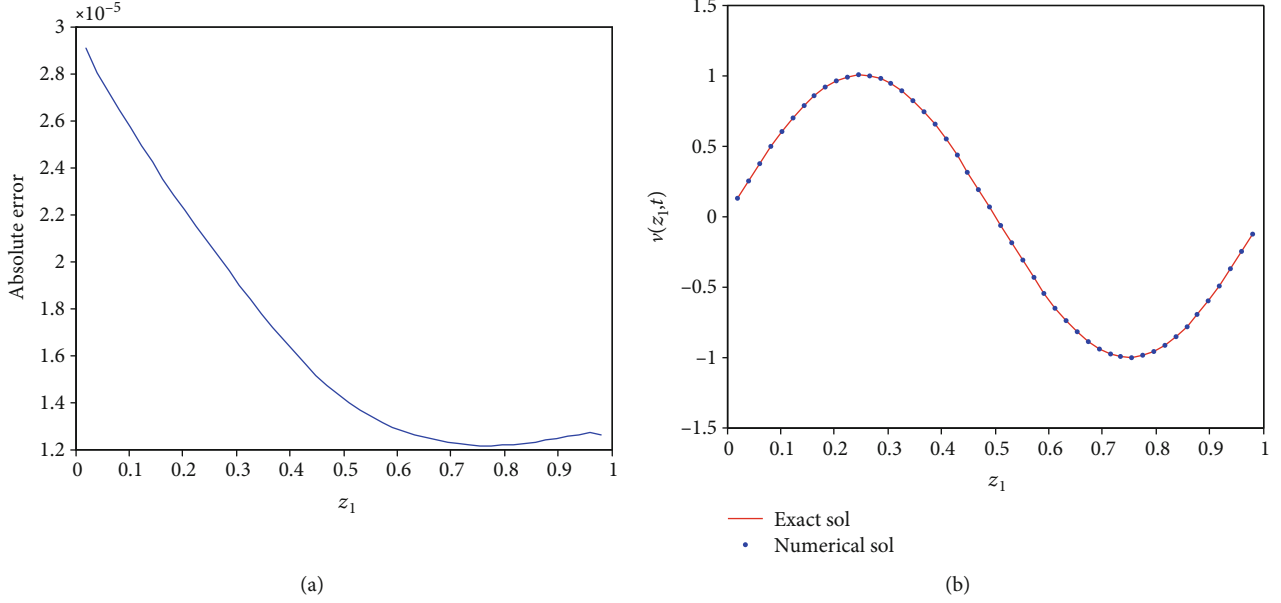 ×10⁻⁵
3
2.8
2.6
2.4
2.2
2
1.8
1.6
1.4
1.2
Absolute error
0 0.1 0.2 0.3 0.4 0.5 0.6 0.7 0.8 0.9 1
z₁
(a)
1.5
1
0.5
0
–0.5
–1
–1.5
v(z₁,t)
0 0.1 0.2 0.3 0.4 0.5 0.6 0.7 0.8 0.9 1
z₁
Exact sol
Numerical sol
(b)